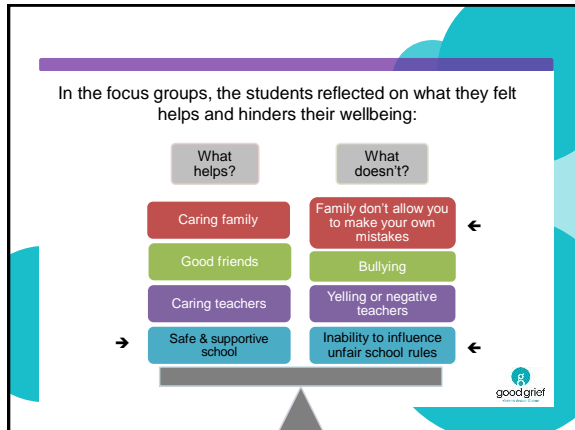 In the focus groups, the students reflected on what they felt
helps and hinders their wellbeing:
What
helps?
What
doesn't?
Caring family
Family don't allow you
to make your own
mistakes
Good friends
Bullying
Caring teachers
Yelling or negative
teachers
Safe & supportive
school
Inability to influence
unfair school rules
g
good grief